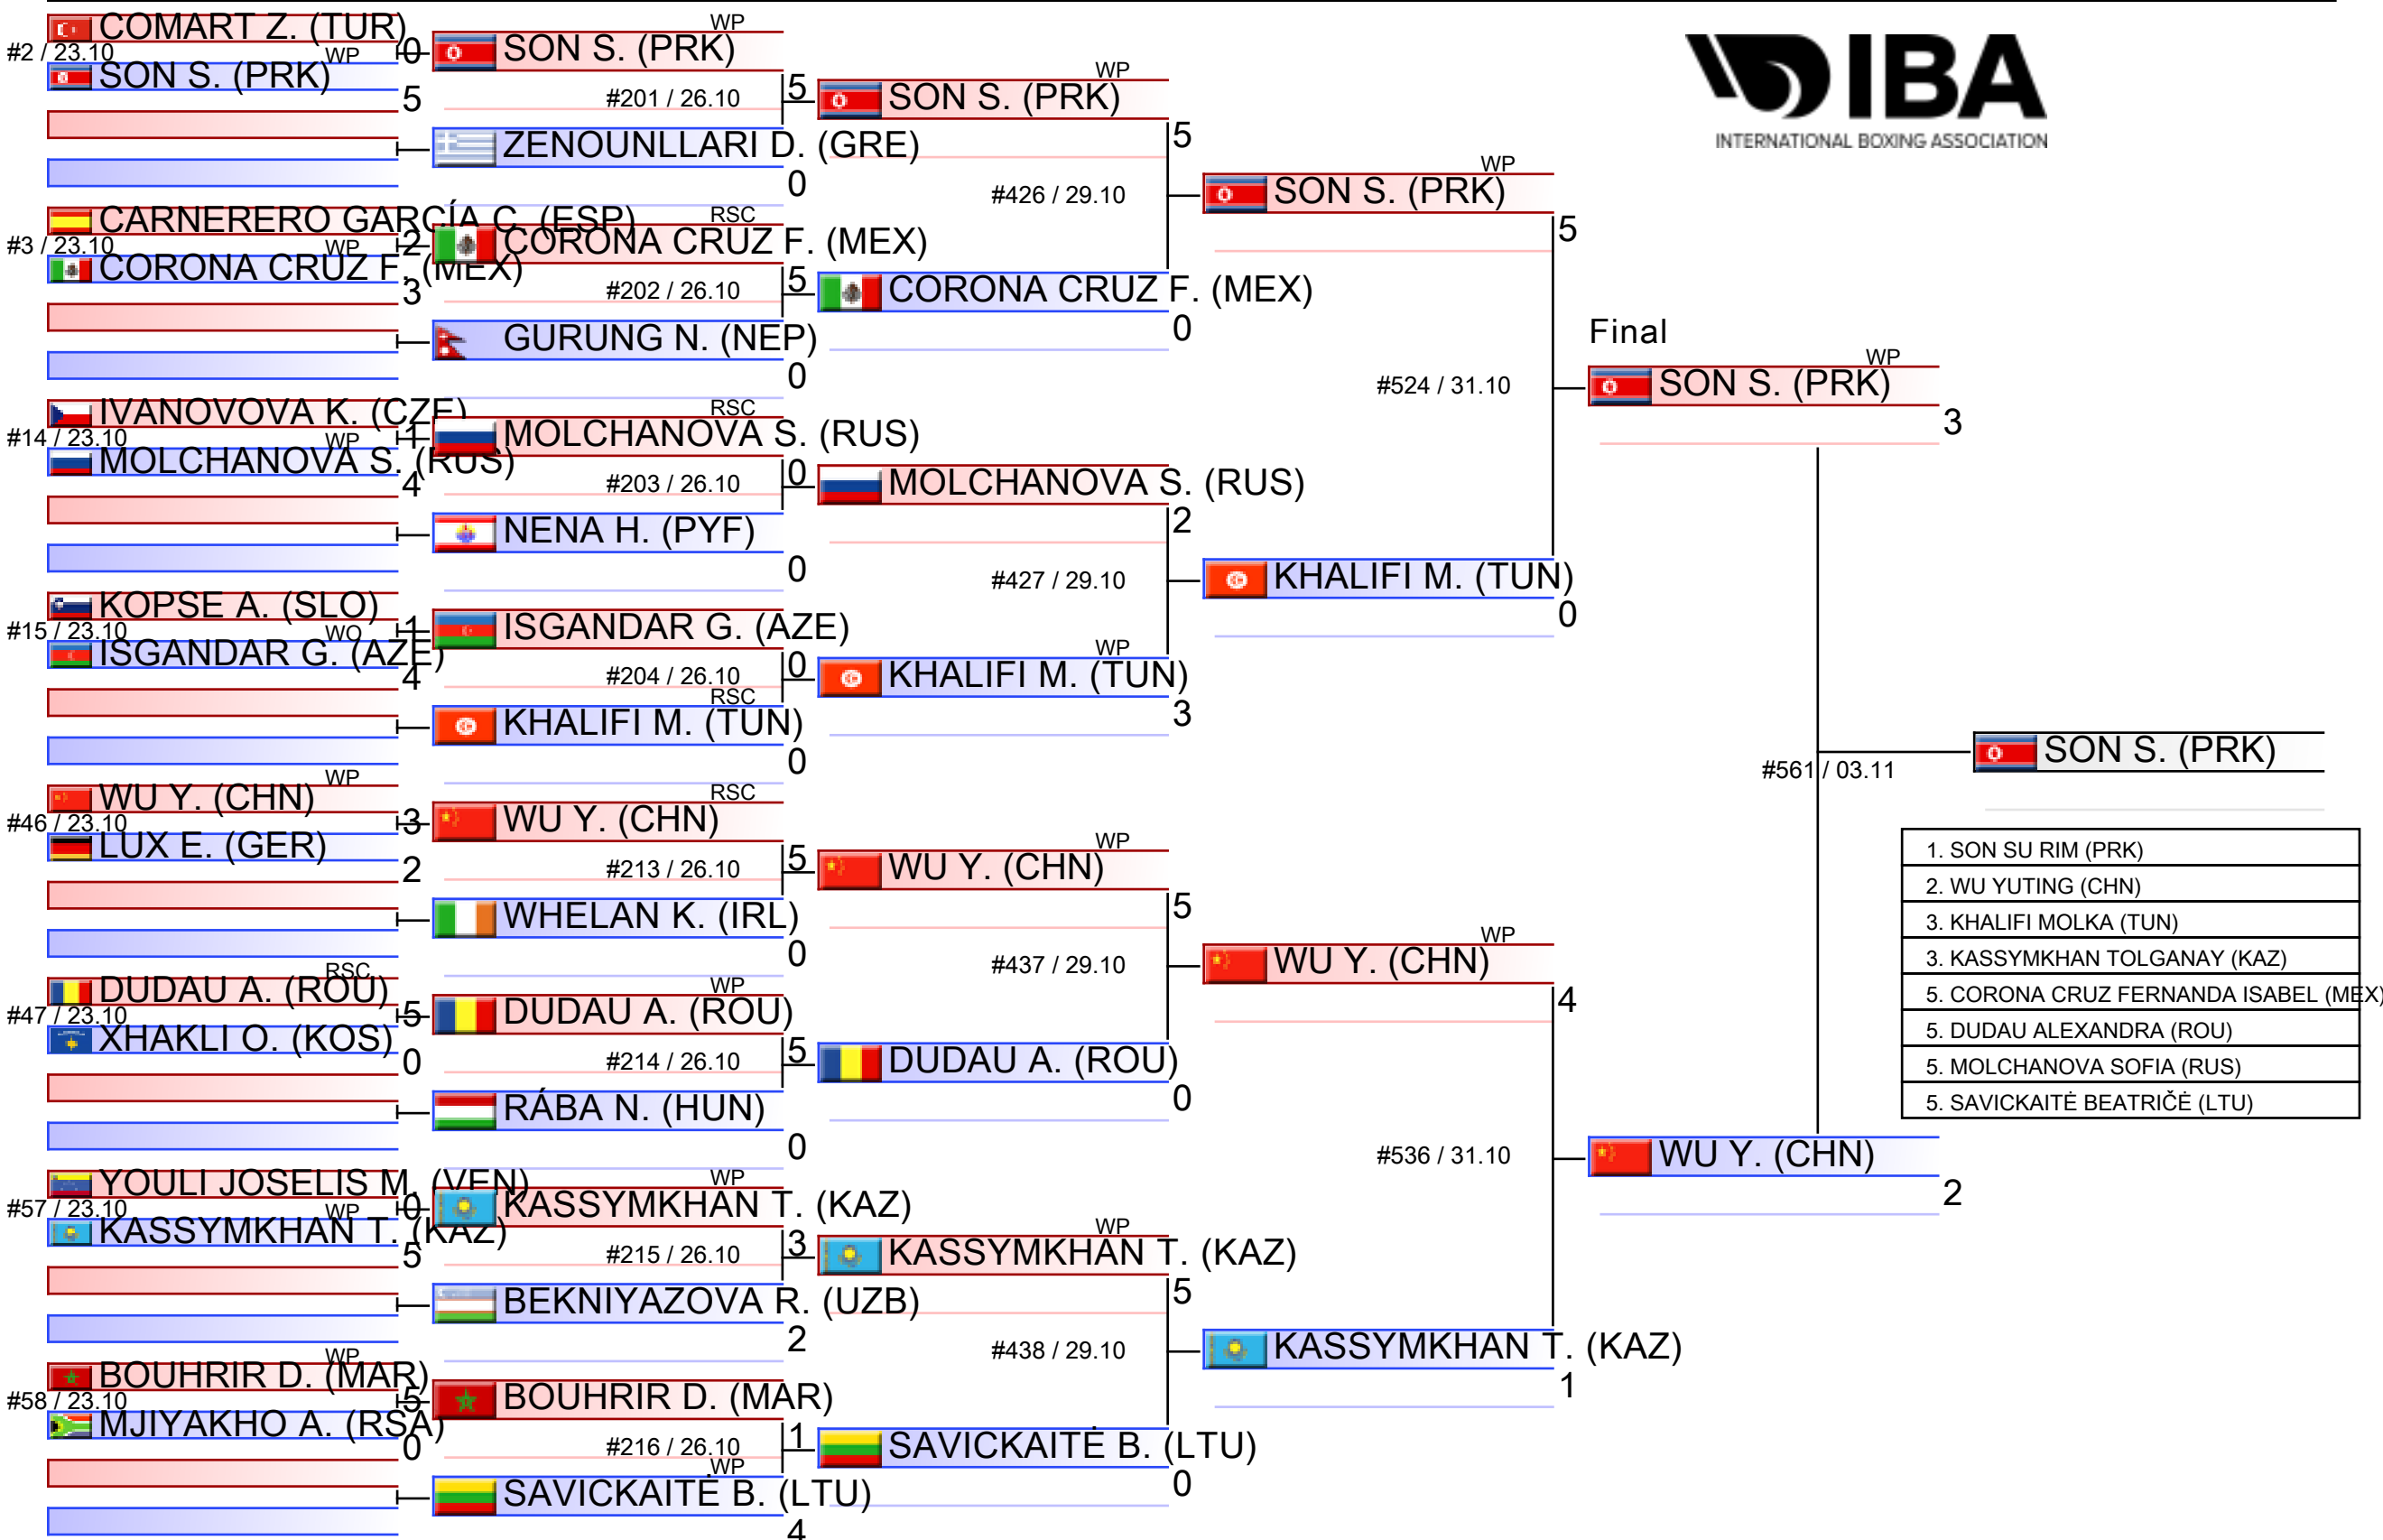 IBA
INTERNATIONAL BOXING ASSOCIATION
COMART Z. (TUR)
0
#2 / 23.10
WP
SON S. (PRK)
5
CARNERERO GARCÍA C. (ESP)
2
#3 / 23.10
WP
CORONA CRUZ F. (MEX)
3
IVANOVOVA K. (CZE)
1
#14 / 23.10
WP
MOLCHANOVA S. (RUS)
4
KOPSE A. (SLO)
1
#15 / 23.10
WO
ISGANDAR G. (AZE)
4
WP
WU Y. (CHN)
3
#46 / 23.10
LUX E. (GER)
2
RSC
DUDAU A. (ROU)
5
#47 / 23.10
XHAKLI O. (KOS)
0
YOULI JOSELIS M. (VEN)
0
#57 / 23.10
WP
KASSYMKHAN T. (KAZ)
5
WP
BOUHRIR D. (MAR)
5
#58 / 23.10
MJIYAKHO A. (RSA)
0
WP
SON S. (PRK)
5
#201 / 26.10
ZENOUNLLARI D. (GRE)
0
RSC
CORONA CRUZ F. (MEX)
5
#202 / 26.10
GURUNG N. (NEP)
0
RSC
MOLCHANOVA S. (RUS)
0
#203 / 26.10
NENA H. (PYF)
0
ISGANDAR G. (AZE)
0
#204 / 26.10
RSC
KHALIFI M. (TUN)
0
RSC
WU Y. (CHN)
5
#213 / 26.10
WHELAN K. (IRL)
0
WP
DUDAU A. (ROU)
5
#214 / 26.10
RÁBA N. (HUN)
0
WP
KASSYMKHAN T. (KAZ)
3
#215 / 26.10
BEKNIYAZOVA R. (UZB)
2
BOUHRIR D. (MAR)
1
#216 / 26.10
WP
SAVICKAITĖ B. (LTU)
4
WP
SON S. (PRK)
5
#426 / 29.10
CORONA CRUZ F. (MEX)
0
MOLCHANOVA S. (RUS)
2
#427 / 29.10
WP
KHALIFI M. (TUN)
3
WP
WU Y. (CHN)
5
#437 / 29.10
DUDAU A. (ROU)
0
WP
KASSYMKHAN T. (KAZ)
5
#438 / 29.10
SAVICKAITĖ B. (LTU)
0
WP
SON S. (PRK)
5
#524 / 31.10
KHALIFI M. (TUN)
0
WP
WU Y. (CHN)
4
#536 / 31.10
KASSYMKHAN T. (KAZ)
1
Final
WP
SON S. (PRK)
3
#561 / 03.11
WU Y. (CHN)
2
SON S. (PRK)
1. SON SU RIM (PRK)
2. WU YUTING (CHN)
3. KHALIFI MOLKA (TUN)
3. KASSYMKHAN TOLGANAY (KAZ)
5. CORONA CRUZ FERNANDA ISABEL (MEX)
5. DUDAU ALEXANDRA (ROU)
5. MOLCHANOVA SOFIA (RUS)
5. SAVICKAITĖ BEATRIČĖ (LTU)